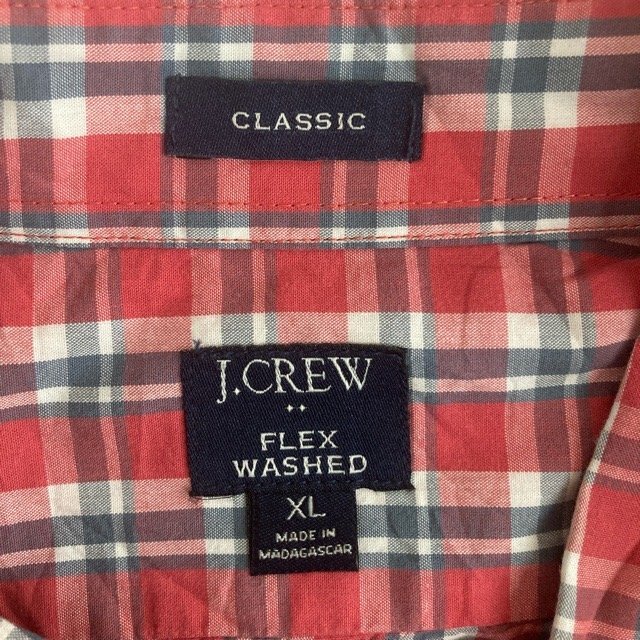 CLASSIC
J.CREW
FLEX
WASHED
XL
MADE IN
MADAGASCAR